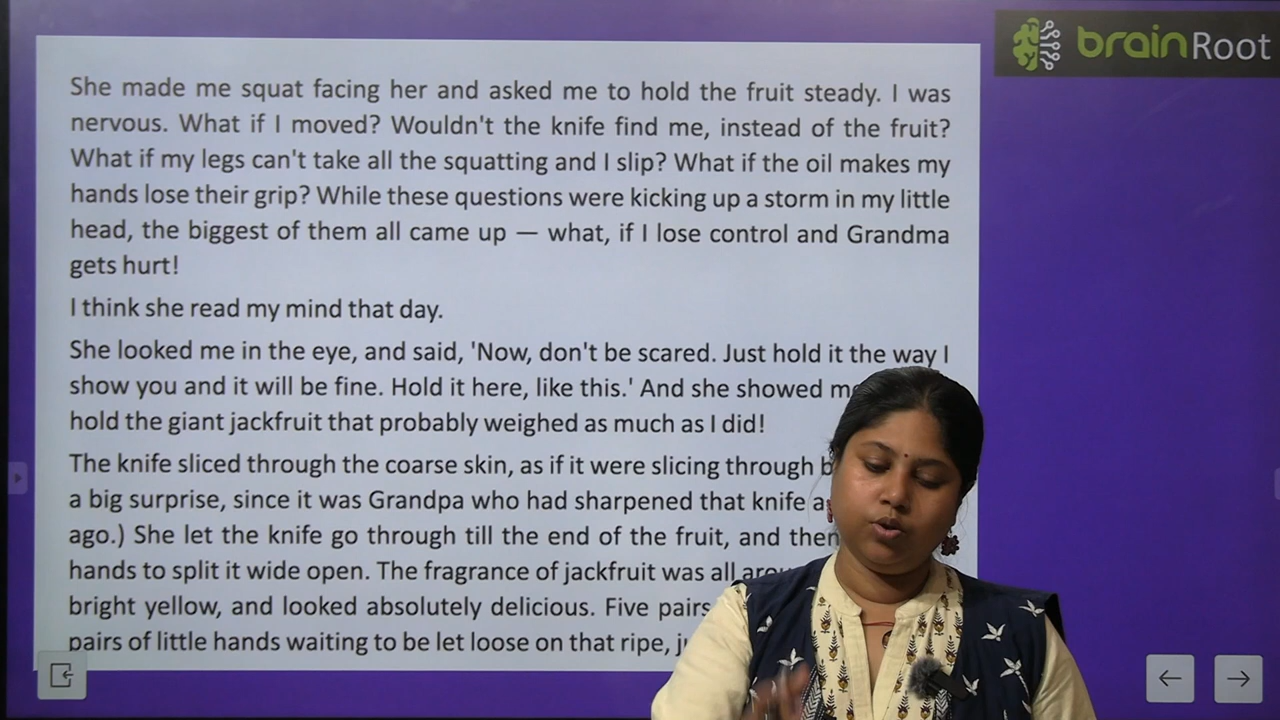 brainRoot
She made me squat facing her and asked me to hold the fruit steady. I was
nervous. What if I moved? Wouldn't the knife find me, instead of the fruit?
What if my legs can't take all the squatting and I slip? What if the oil makes my
hands lose their grip? While these questions were kicking up a storm in my little
head, the biggest of them all came up — what, if I lose control and Grandma
gets hurt!
I think she read my mind that day.
She looked me in the eye, and said, 'Now, don't be scared. Just hold it the way I
show you and it will be fine. Hold it here, like this.' And she showed
hold the giant jackfruit that probably weighed as much as I did!
The knife sliced through the coarse skin, as if it were slicing through
a big surprise, since it was Grandpa who had sharpened that knife
ago.) She let the knife go through till the end of the fruit, and then
hands to split it wide open. The fragrance of jackfruit was all
bright yellow, and looked absolutely delicious. Five pairs
pairs of little hands waiting to be let loose on that ripe,